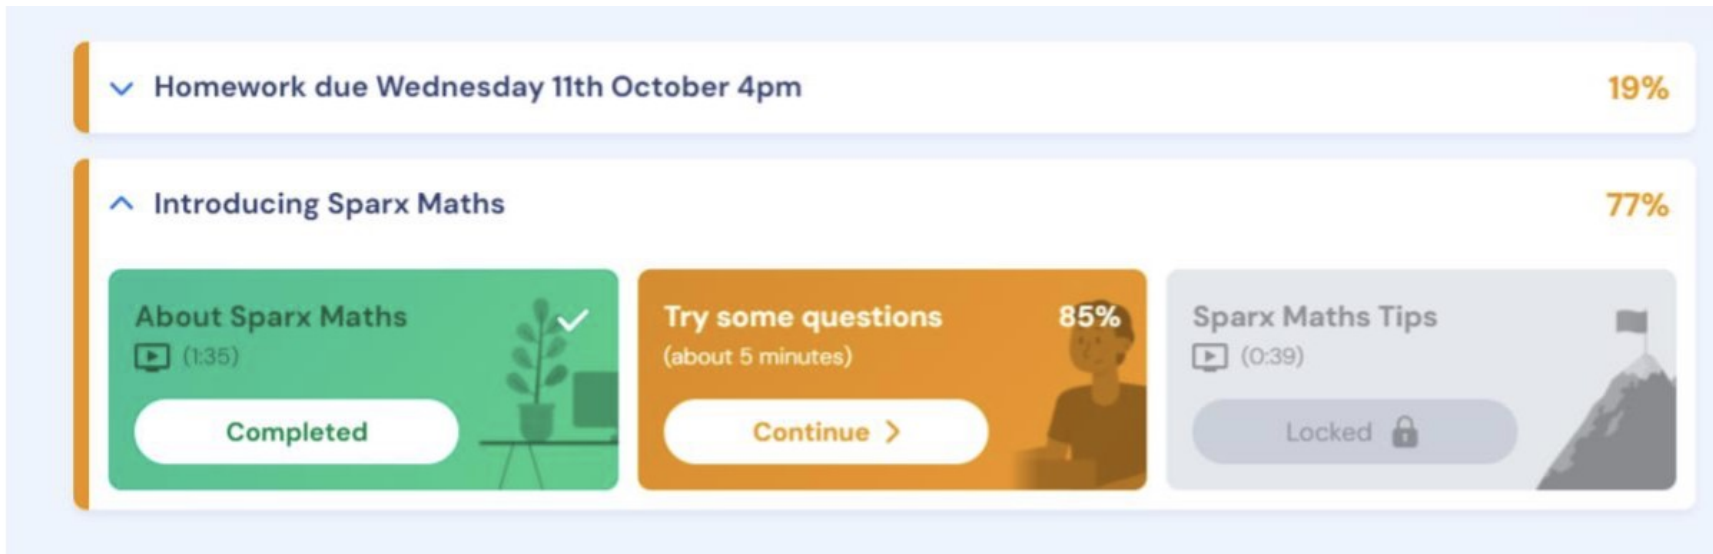 Homework due Wednesday 11th October 4pm 19%
Introducing Sparx Maths 77%
About Sparx Maths
(1:35)
Completed
Try some questions 85%
(about 5 minutes)
Continue
Sparx Maths Tips
(0:39)
Locked